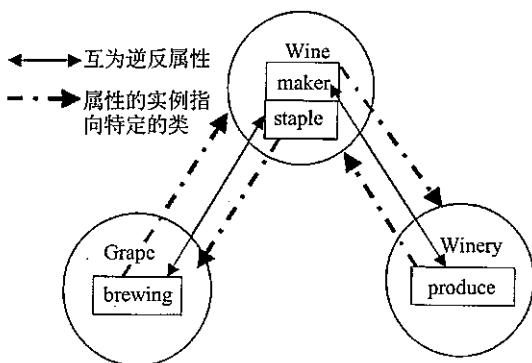 互为逆反属性
属性的实例指
向特定的类
Wine
maker
staple
Grape
brewing
Winery
produce